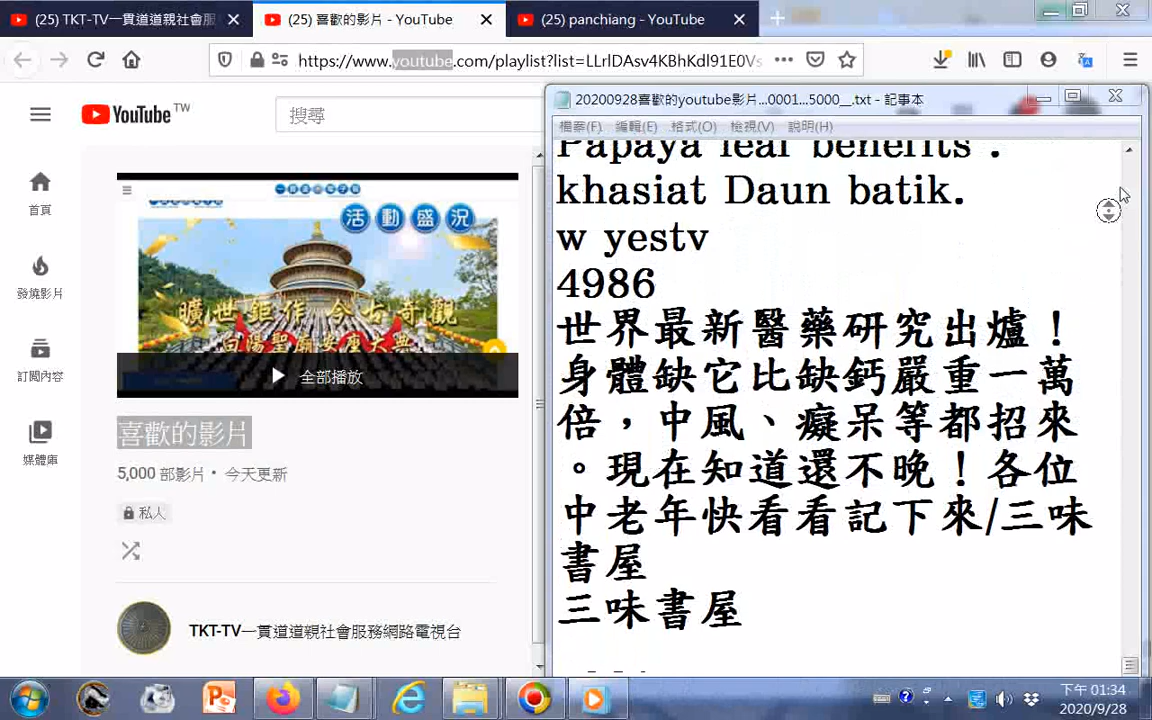 (25) TKT-TV一貫道道親社會服
(25) 喜歡的影片 - YouTube
(25) panchiang - YouTube
https://www.youtube.com/playlist?list=LLrlDAsv4KBhKdl91E0Vs
YouTube TW
搜尋
首頁
發燒影片
訂閱內容
媒體庫
活動盛況
曠世鉅作 今古奇觀
白陽聖廟安座大典
全部播放
喜歡的影片
5,000 部影片・今天更新
私人
TKT-TV一貫道道親社會服務網路電視台
20200928喜歡的youtube影片...0001...5000__.txt - 記事本
檔案(F) 編輯(E) 格式(O) 檢視(V) 說明(H)
Papaya leaf benefits .
khasiat Daun batik.
w yestv
4986
世界最新醫藥研究出爐！
身體缺它比缺鈣嚴重一萬
倍，中風、癡呆等都招來
。現在知道還不晚！各位
中老年快看看記下來/三味
書屋
三味書屋
下午 01:34
2020/9/28